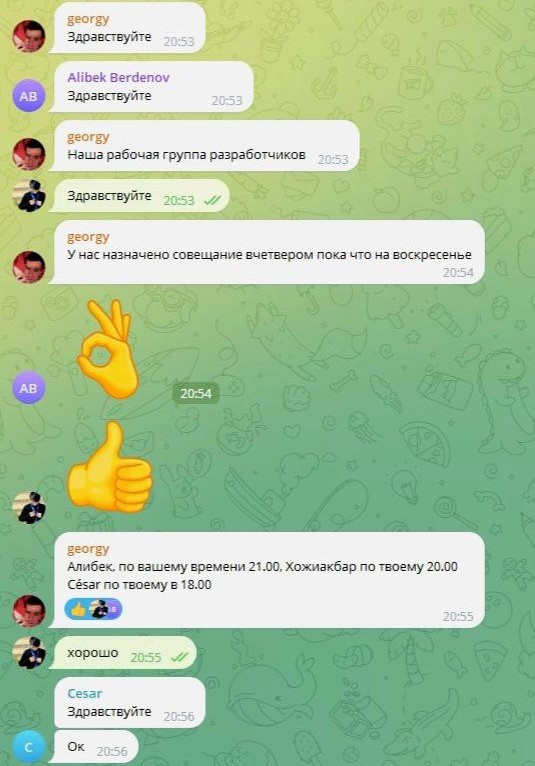 georgy
Здравствуйте 20:53
Alibek Berdenov
AB
Здравствуйте 20:53
georgy
Наша рабочая группа разработчиков 20:53
Здравствуйте 20:53
georgy
У нас назначено совещание вчетвером пока что на воскресенье
20:54
AB
20:54
georgy
Алибек, по вашему времени 21.00, Хожиакбар по твоему 20.00
César по твоему в 18.00
20:55
хорошо 20:55
Cesar
Здравствуйте 20:56
C
Ок 20:56